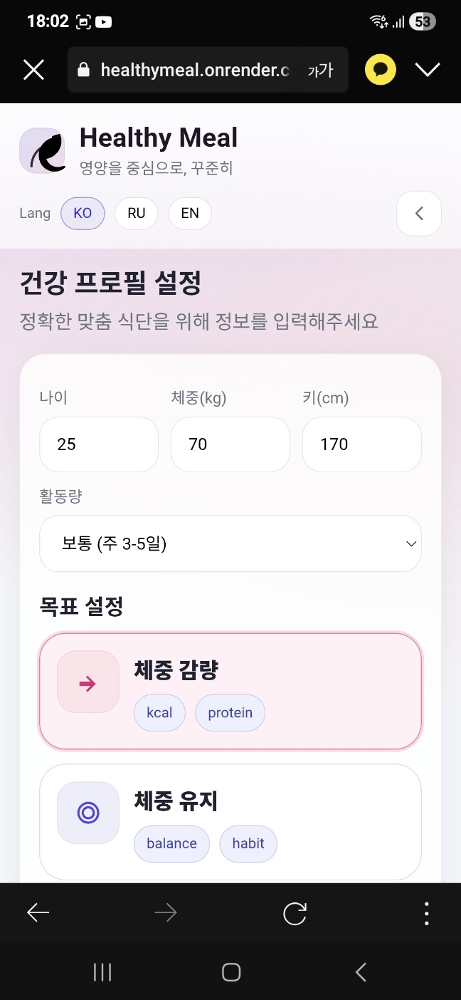 18:02
53
healthymeal.onrender.c
가가
Healthy Meal
영양을 중심으로, 꾸준히
Lang KO RU EN
건강 프로필 설정
정확한 맞춤 식단을 위해 정보를 입력해주세요
나이 체중(kg) 키(cm)
25 70 170
활동량
보통 (주 3-5일)
목표 설정
체중 감량
kcal protein
체중 유지
balance habit